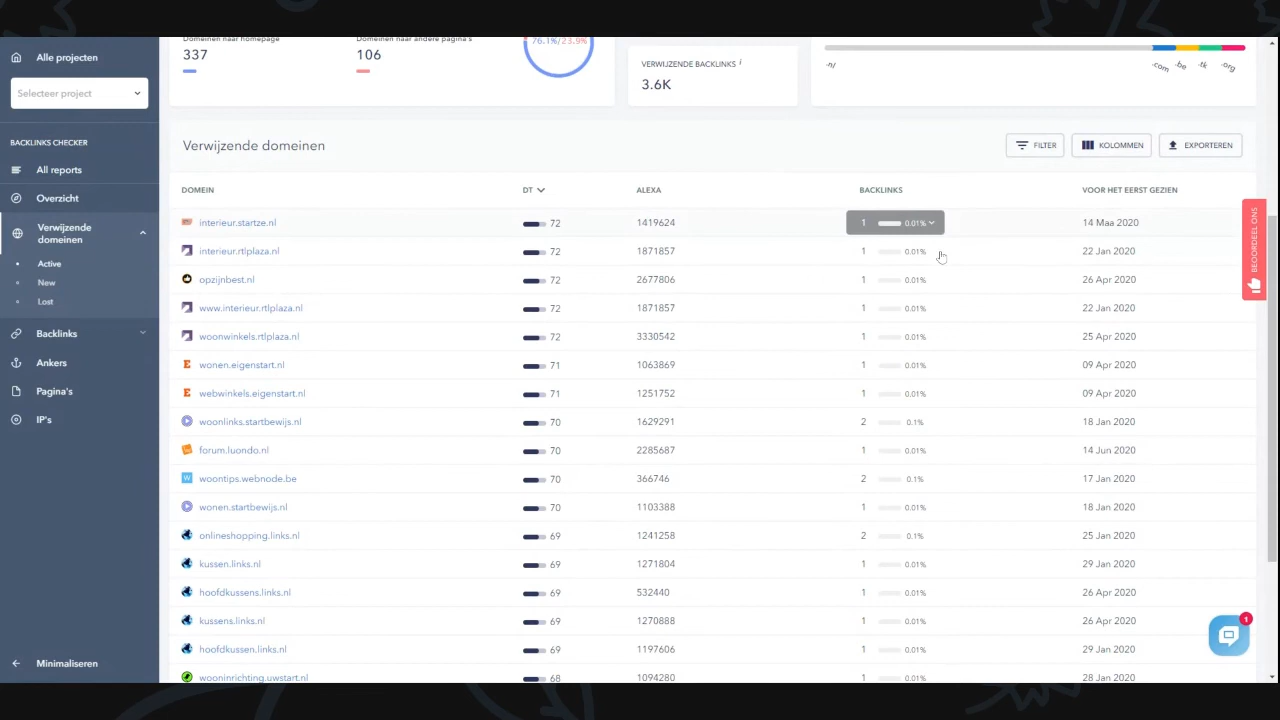 Alle projecten
Selecteer project
BACKLINKS CHECKER
All reports
Overzicht
Verwijzende
domeinen
Active
New
Lost
Backlinks
Ankers
Pagina's
IP's
Minimaliseren
Domeinen naar homepage
337
Domeinen naar andere pagina's
106
76.1%/23.9%
VERWIJZENDE BACKLINKS i
3.6K
.nl .com .be .tk .org
Verwijzende domeinen
FILTER KOLOMMEN EXPORTEREN
DOMEIN DT ALEXA BACKLINKS VOOR HET EERST GEZIEN
interieur.startze.nl 72 1419624 1 0.01% 14 Maa 2020
interieur.rtlplaza.nl 72 1871857 1 0.01% 22 Jan 2020
opzijnbest.nl 72 2677806 1 0.01% 26 Apr 2020
www.interieur.rtlplaza.nl 72 1871857 1 0.01% 22 Jan 2020
woonwinkels.rtlplaza.nl 72 3330542 1 0.01% 25 Apr 2020
wonen.eigenstart.nl 71 1063869 1 0.01% 09 Apr 2020
webwinkels.eigenstart.nl 71 1251752 1 0.01% 09 Apr 2020
woonlinks.startbewijs.nl 70 1629291 2 0.1% 18 Jan 2020
forum.luondo.nl 70 2285687 1 0.01% 14 Jun 2020
W woontips.webnode.be 70 366746 2 0.1% 17 Jan 2020
wonen.startbewijs.nl 70 1103388 1 0.01% 18 Jan 2020
onlineshopping.links.nl 69 1241258 2 0.1% 25 Jan 2020
kussen.links.nl 69 1271804 1 0.01% 29 Jan 2020
hoofdkussens.links.nl 69 532440 1 0.01% 26 Apr 2020
kussens.links.nl 69 1270888 1 0.01% 26 Apr 2020
hoofdkussen.links.nl 69 1197606 1 0.01% 29 Jan 2020
wooninrichting.uwstart.nl 68 1094280 1 0.01% 28 Jan 2020
BEOORDEEL ONS
1